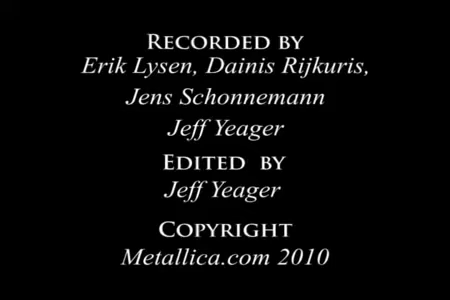 RECORDED BY
Erik Lysen, Dainis Rijkuris,
Jens Schonnemann
Jeff Yeager
EDITED BY
Jeff Yeager
COPYRIGHT
Metallica.com 2010